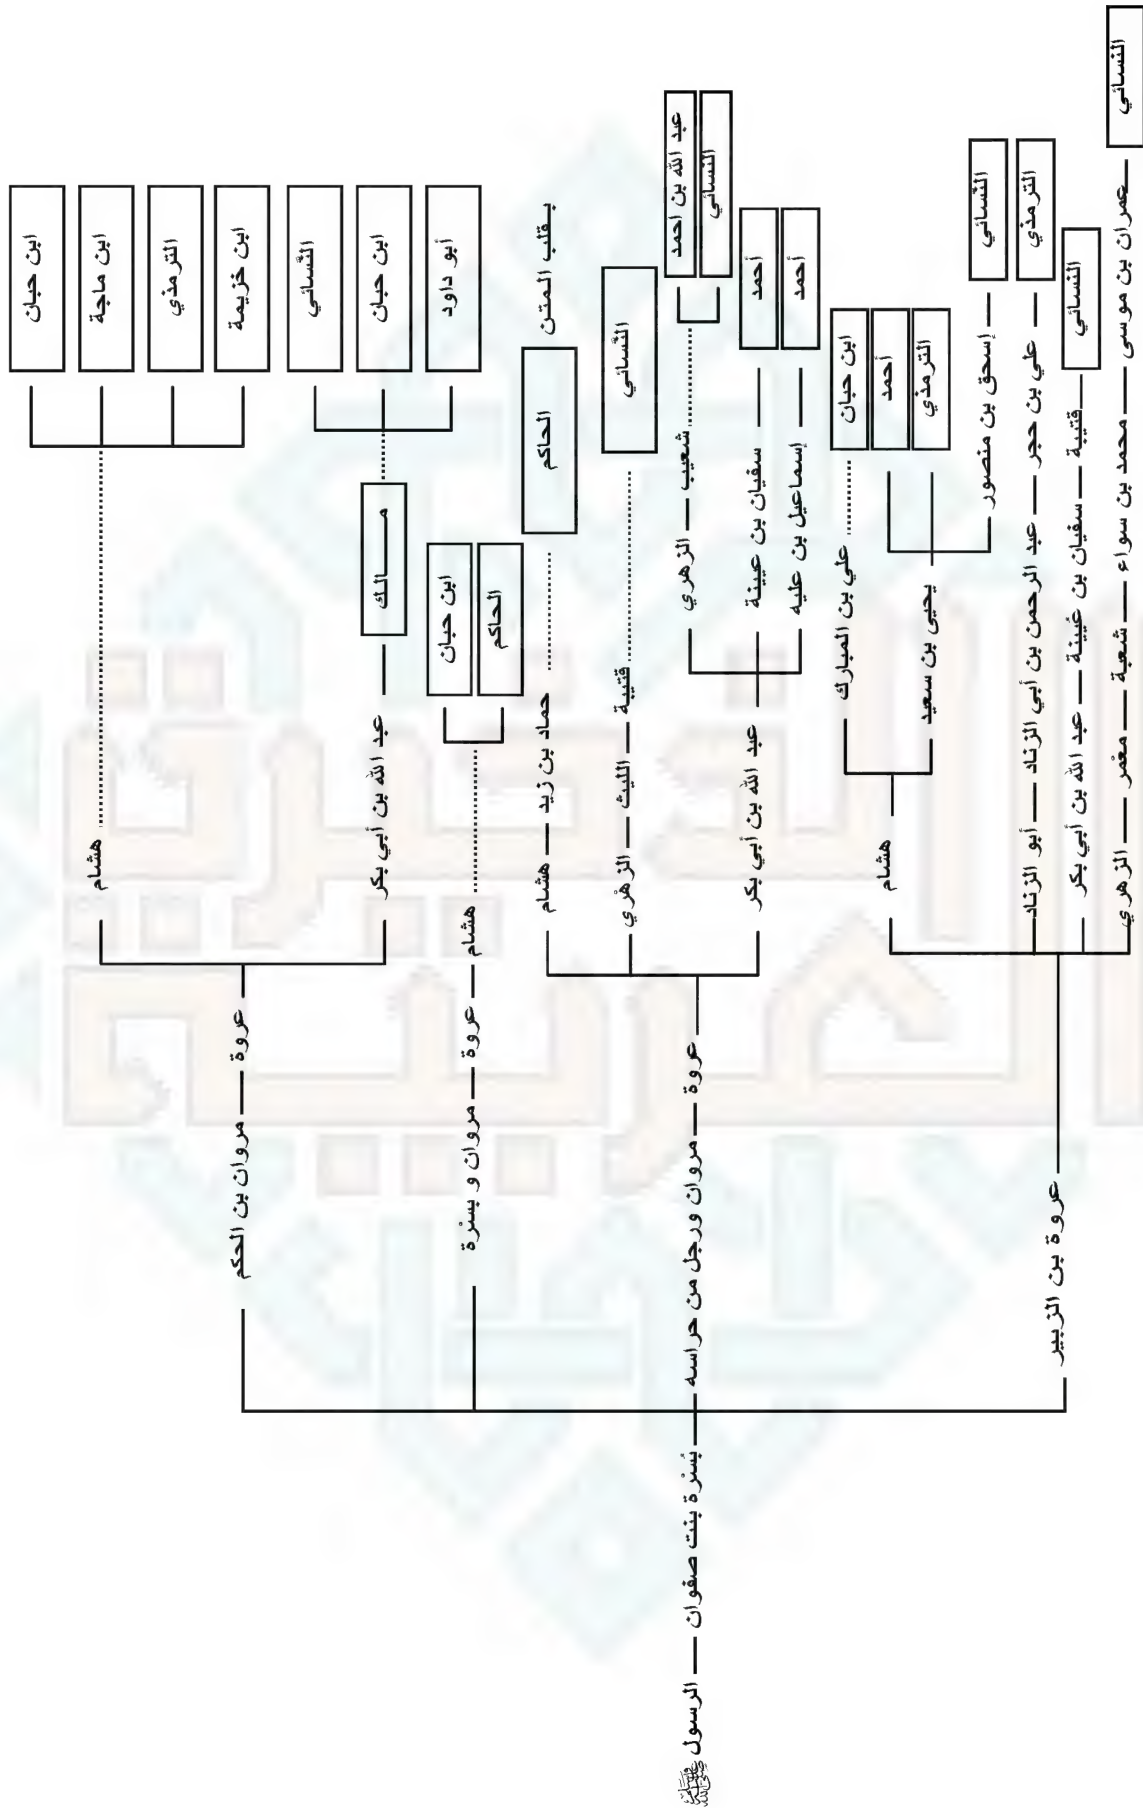 ابن حبان
ابن ماجة
هشام
الترمذي
ابن خزيمة
مروان بن الحكم — عروة
النسائي
عبد الله بن أبي بكر — مالك
ابن حبان
أبو داود
ابن حبان
مروان و بسرة — عروة — هشام
الحاكم
هشام — حماد بن زيد
الحاكم
بقلب المتن
الزهري — الليث — قتيبة
النسائي
الرسول ﷺ — بسرة بنت صفوان — مروان ورجل من حراسه — عروة
الزهري — شعيب
عبد الله بن احمد
النسائي
عبد الله بن أبي بكر
سفيان بن عيينة — أحمد
إسماعيل بن عليه — أحمد
هشام
علي بن المبارك
ابن حبان
يحيى بن سعيد
أحمد
الترمذي
إسحق بن منصور — النسائي
عروة بن الزبير
أبو الزناد — عبد الرحمن بن أبي الزناد — علي بن حجر — الترمذي
عبد الله بن أبي بكر — سفيان بن عيينة — قتيبة — النسائي
الزهري — معمر — شعبة — محمد بن سواء — عمران بن موسى — النسائي